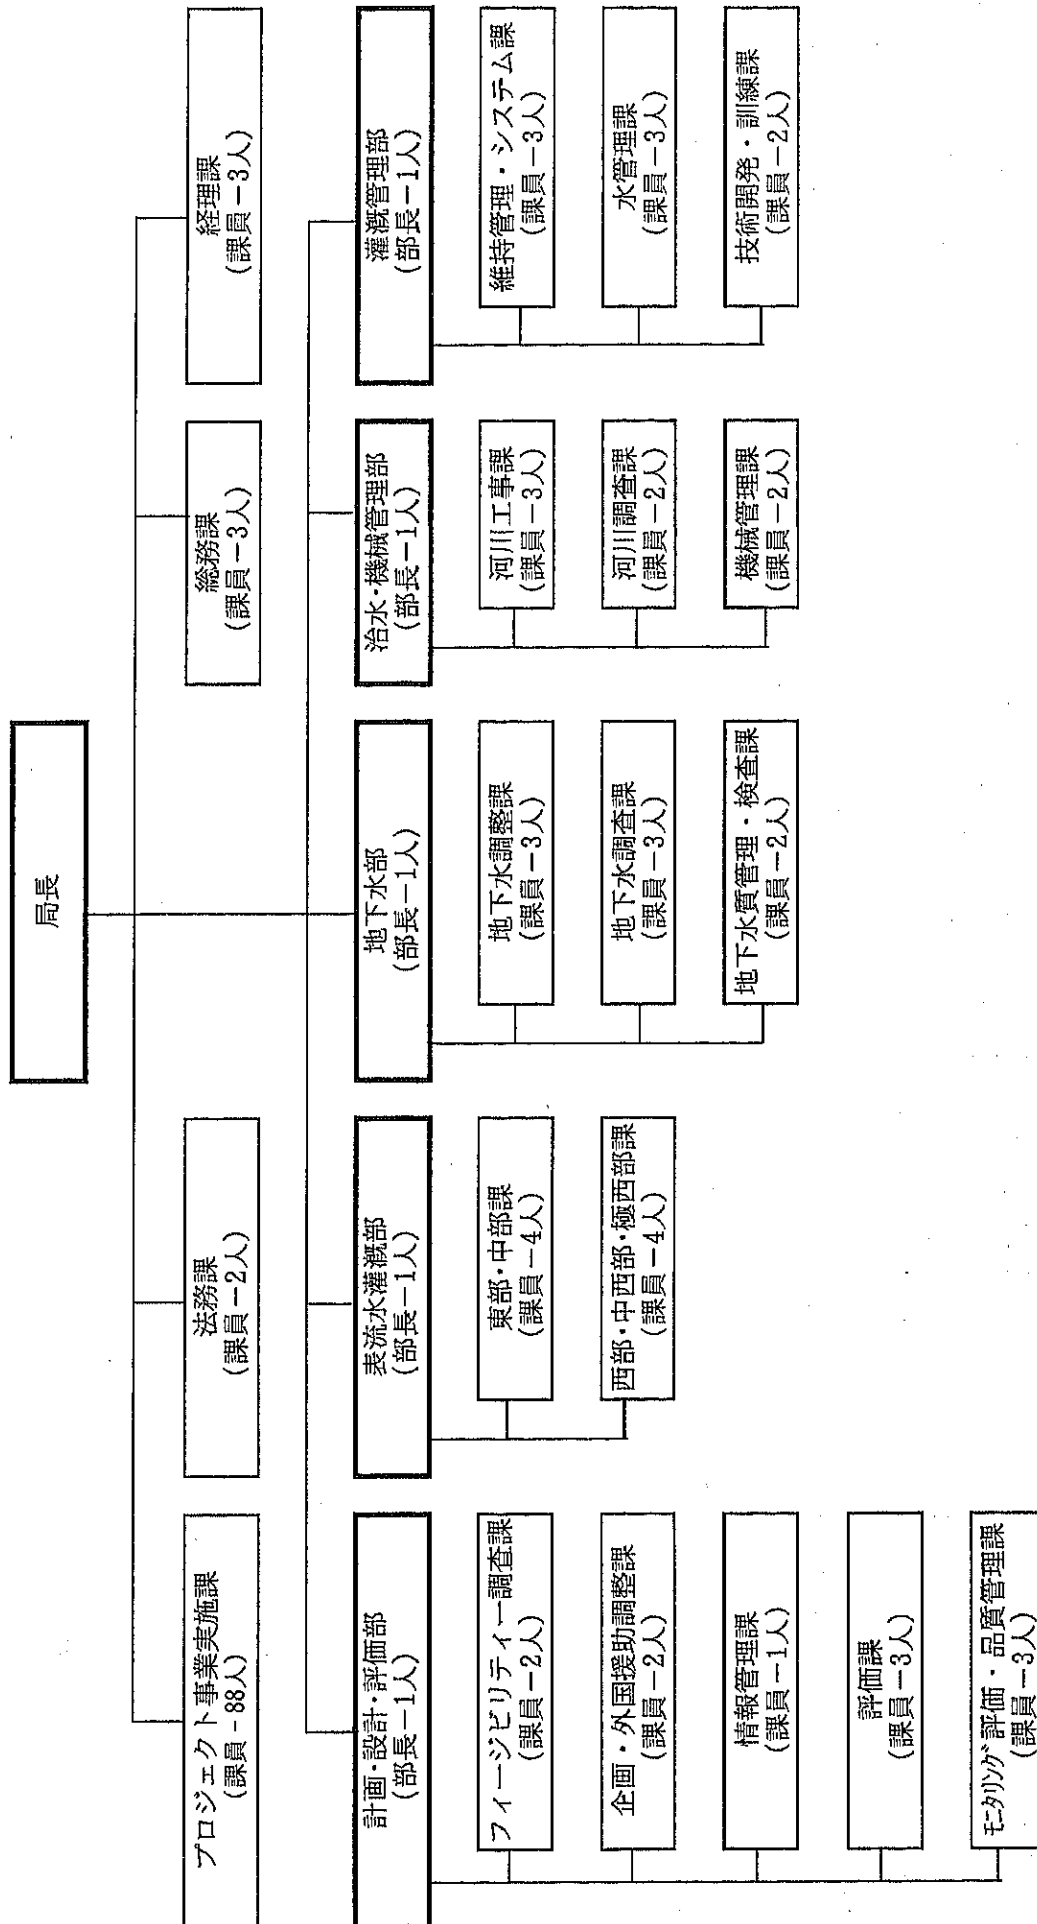 局長
プロジェクト事業実施課
(課員-88人)
法務課
(課員-2人)
総務課
(課員-3人)
経理課
(課員-3人)
計画・設計・評価部
(部長-1人)
表流水灌漑部
(部長-1人)
地下水部
(部長-1人)
治水・機械管理部
(部長-1人)
灌漑管理部
(部長-1人)
フィージビリティー調査課
(課員-2人)
企画・外国援助調整課
(課員-2人)
情報管理課
(課員-1人)
評価課
(課員-3人)
モニタリング評価・品質管理課
(課員-3人)
東部・中部課
(課員-4人)
西部・中西部・極西部課
(課員-4人)
地下水調整課
(課員-3人)
地下水調査課
(課員-3人)
地下水質管理・検査課
(課員-2人)
河川工事課
(課員-3人)
河川調査課
(課員-2人)
機械管理課
(課員-2人)
維持管理・システム課
(課員-3人)
水管理課
(課員-3人)
技術開発・訓練課
(課員-2人)